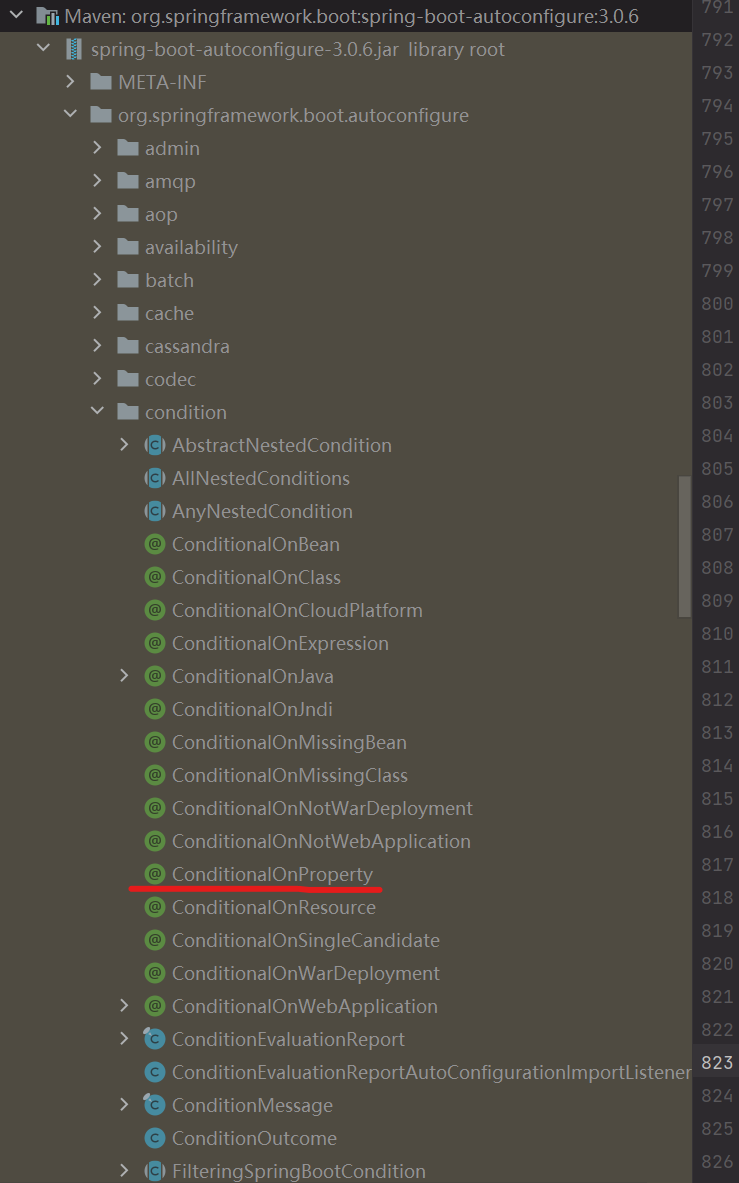 Maven: org.springframework.boot:spring-boot-autoconfigure:3.0.6
spring-boot-autoconfigure-3.0.6.jar library root
META-INF
org.springframework.boot.autoconfigure
admin
amqp
aop
availability
batch
cache
cassandra
codec
condition
AbstractNestedCondition
AllNestedConditions
AnyNestedCondition
ConditionalOnBean
ConditionalOnClass
ConditionalOnCloudPlatform
ConditionalOnExpression
ConditionalOnJava
ConditionalOnJndi
ConditionalOnMissingBean
ConditionalOnMissingClass
ConditionalOnNotWarDeployment
ConditionalOnNotWebApplication
ConditionalOnProperty
ConditionalOnResource
ConditionalOnSingleCandidate
ConditionalOnWarDeployment
ConditionalOnWebApplication
ConditionEvaluationReport
ConditionEvaluationReportAutoConfigurationImportListener
ConditionMessage
ConditionOutcome
FilteringSpringBootCondition
791
792
793
794
795
796
797
798
799
800
801
802
803
804
805
806
807
808
809
810
811
812
813
814
815
816
817
818
819
820
821
822
823
824
825
826